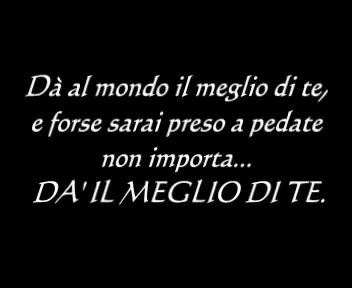 Dà al mondo il meglio di te,
e forse sarai preso a pedate
non importa...
DA' IL MEGLIO DI TE.